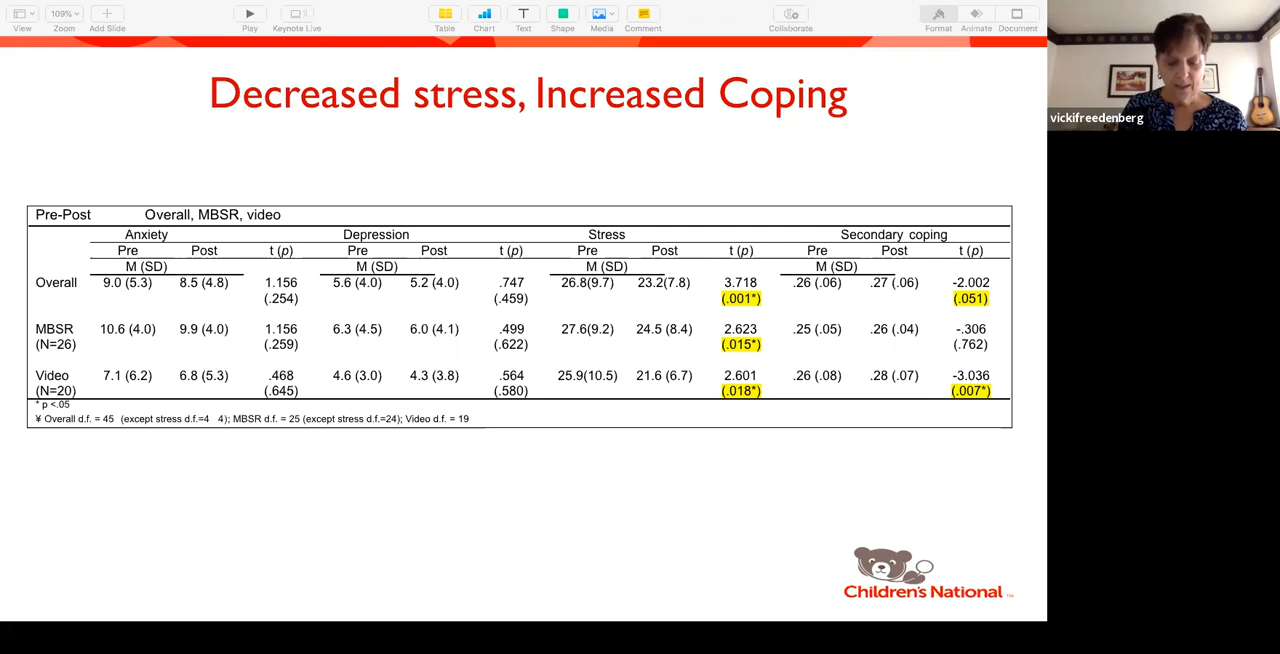 View Zoom Add Slide Play Keynote Live Table Chart Text Shape Media Comment Collaborate Format Animate Document
109%
vickifreedenberg
Decreased stress, Increased Coping
Pre-Post Overall, MBSR, video
Anxiety Depression Stress Secondary coping
Pre Post t (p) Pre Post t (p) Pre Post t (p) Pre Post t (p)
M (SD) M (SD) M (SD) M (SD)
Overall 9.0 (5.3) 8.5 (4.8) 1.156 5.6 (4.0) 5.2 (4.0) .747 26.8(9.7) 23.2(7.8) 3.718 .26 (.06) .27 (.06) -2.002
(.254) (.459) (.001*) (.051)
MBSR 10.6 (4.0) 9.9 (4.0) 1.156 6.3 (4.5) 6.0 (4.1) .499 27.6(9.2) 24.5 (8.4) 2.623 .25 (.05) .26 (.04) -.306
(N=26) (.259) (.622) (.015*) (.762)
Video 7.1 (6.2) 6.8 (5.3) .468 4.6 (3.0) 4.3 (3.8) .564 25.9(10.5) 21.6 (6.7) 2.601 .26 (.08) .28 (.07) -3.036
(N=20) (.645) (.580) (.018*) (.007*)
* p <.05
¥ Overall d.f. = 45 (except stress d.f.=4 4); MBSR d.f. = 25 (except stress d.f.=24); Video d.f. = 19
Children's National ™